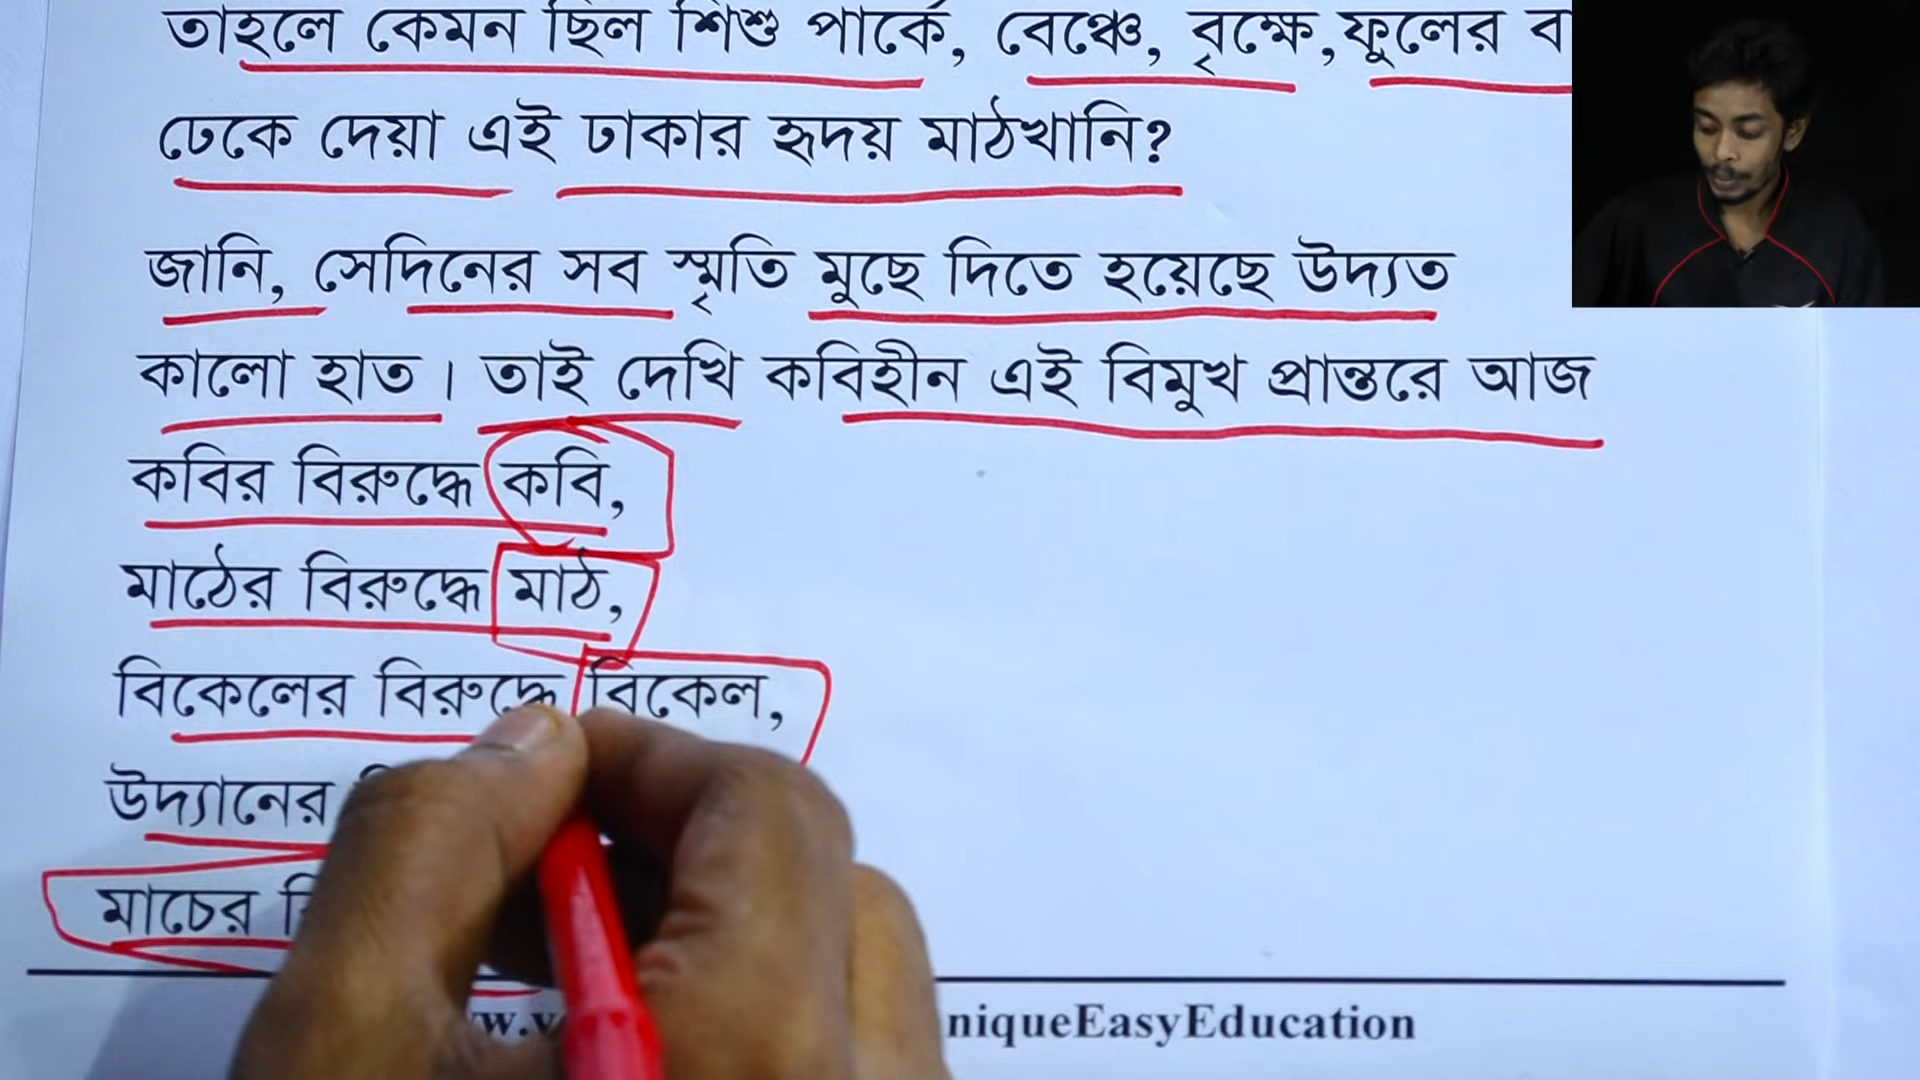 তাহলে কেমন ছিল শিশু পার্কে, বেঞ্চে, বৃক্ষে, ফুলের
ঢেকে দেয়া এই ঢাকার হৃদয় মাঠখানি?
জানি, সেদিনের সব স্মৃতি মুছে দিতে হয়েছে উদ্যত
কালো হাত। তাই দেখি কবিহীন এই বিমুখ প্রান্তরে আজ
কবির বিরুদ্ধে কবি,
মাঠের বিরুদ্ধে মাঠ,
বিকেলের বিরুদ্ধে বিকেল,
উদ্যানের
মাচের
niqueEasyEducation